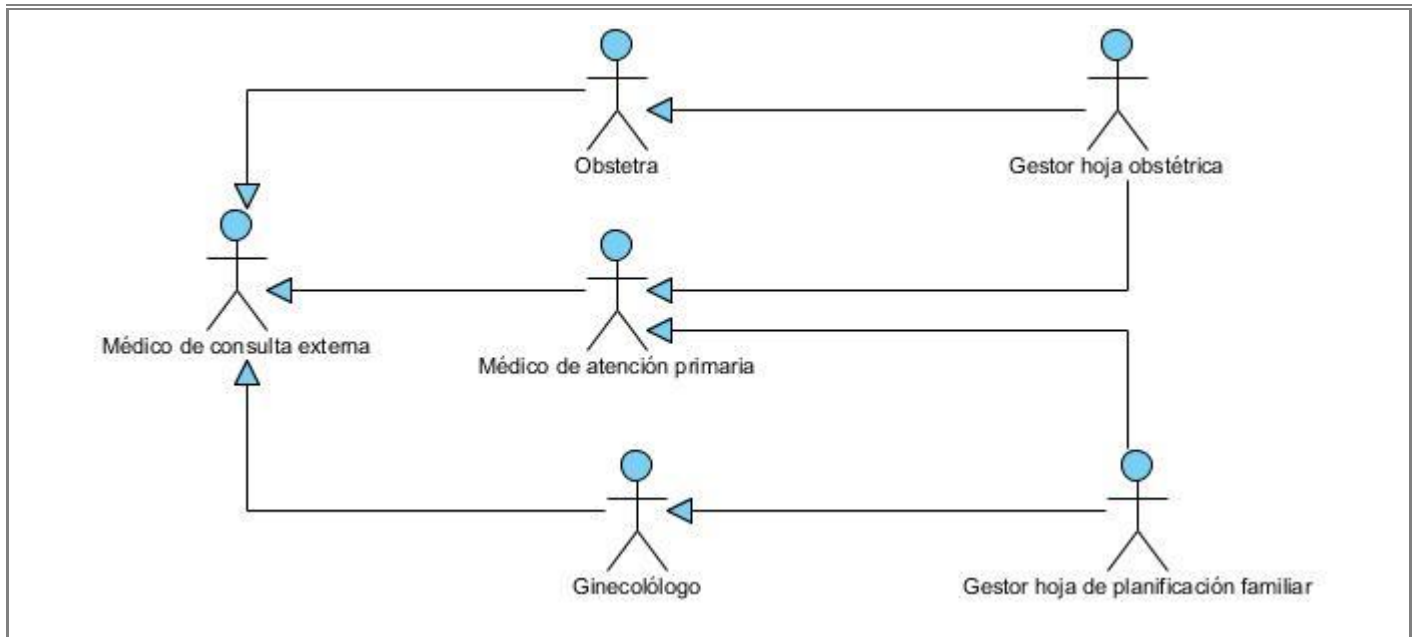 Obstetra
Gestor hoja obstétrica
Médico de consulta externa
Médico de atención primaria
Ginecolólogo
Gestor hoja de planificación familiar